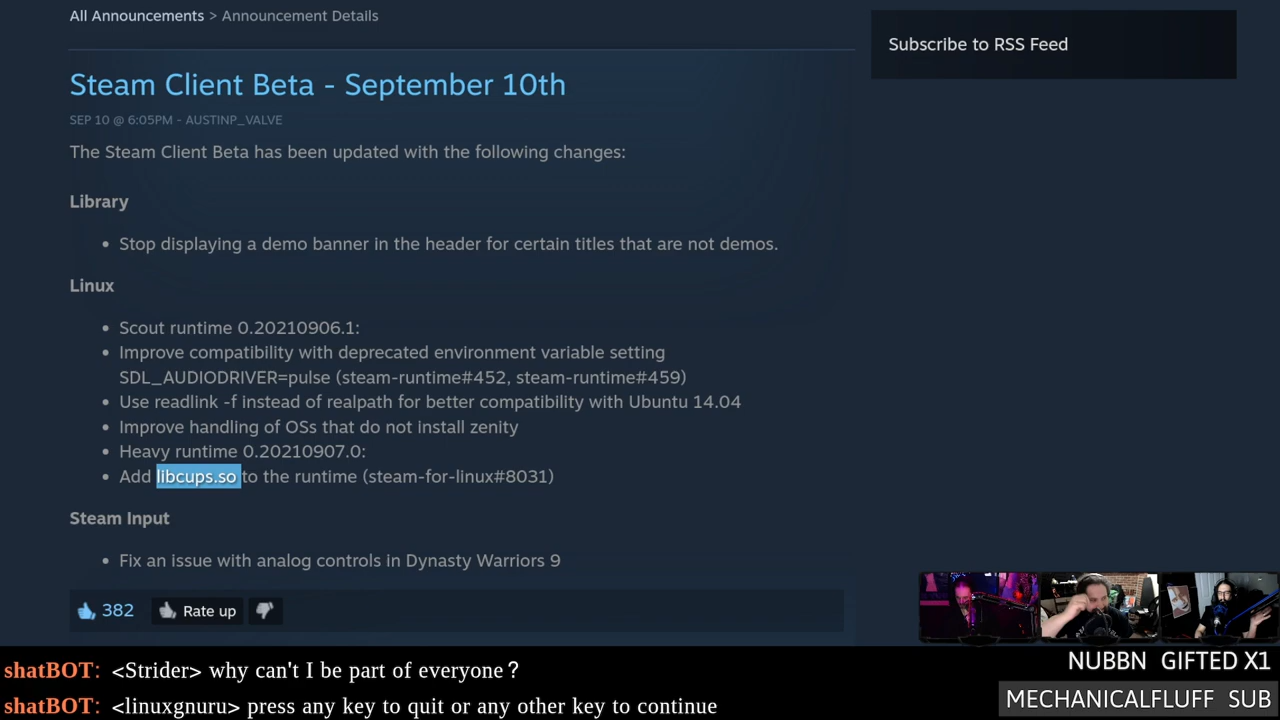 All Announcements > Announcement Details
Subscribe to RSS Feed
Steam Client Beta - September 10th
SEP 10 @ 6:05PM - AUSTINP_VALVE
The Steam Client Beta has been updated with the following changes:
Library
• Stop displaying a demo banner in the header for certain titles that are not demos.
Linux
• Scout runtime 0.20210906.1:
• Improve compatibility with deprecated environment variable setting
SDL_AUDIODRIVER=pulse (steam-runtime#452, steam-runtime#459)
• Use readlink -f instead of realpath for better compatibility with Ubuntu 14.04
• Improve handling of OSs that do not install zenity
• Heavy runtime 0.20210907.0:
• Add libcups.so to the runtime (steam-for-linux#8031)
Steam Input
• Fix an issue with analog controls in Dynasty Warriors 9
382 Rate up
shatBOT: <Strider> why can't I be part of everyone?
shatBOT: <linuxgnuru> press any key to quit or any other key to continue
NUBBN GIFTED X1
MECHANICALFLUFF SUB